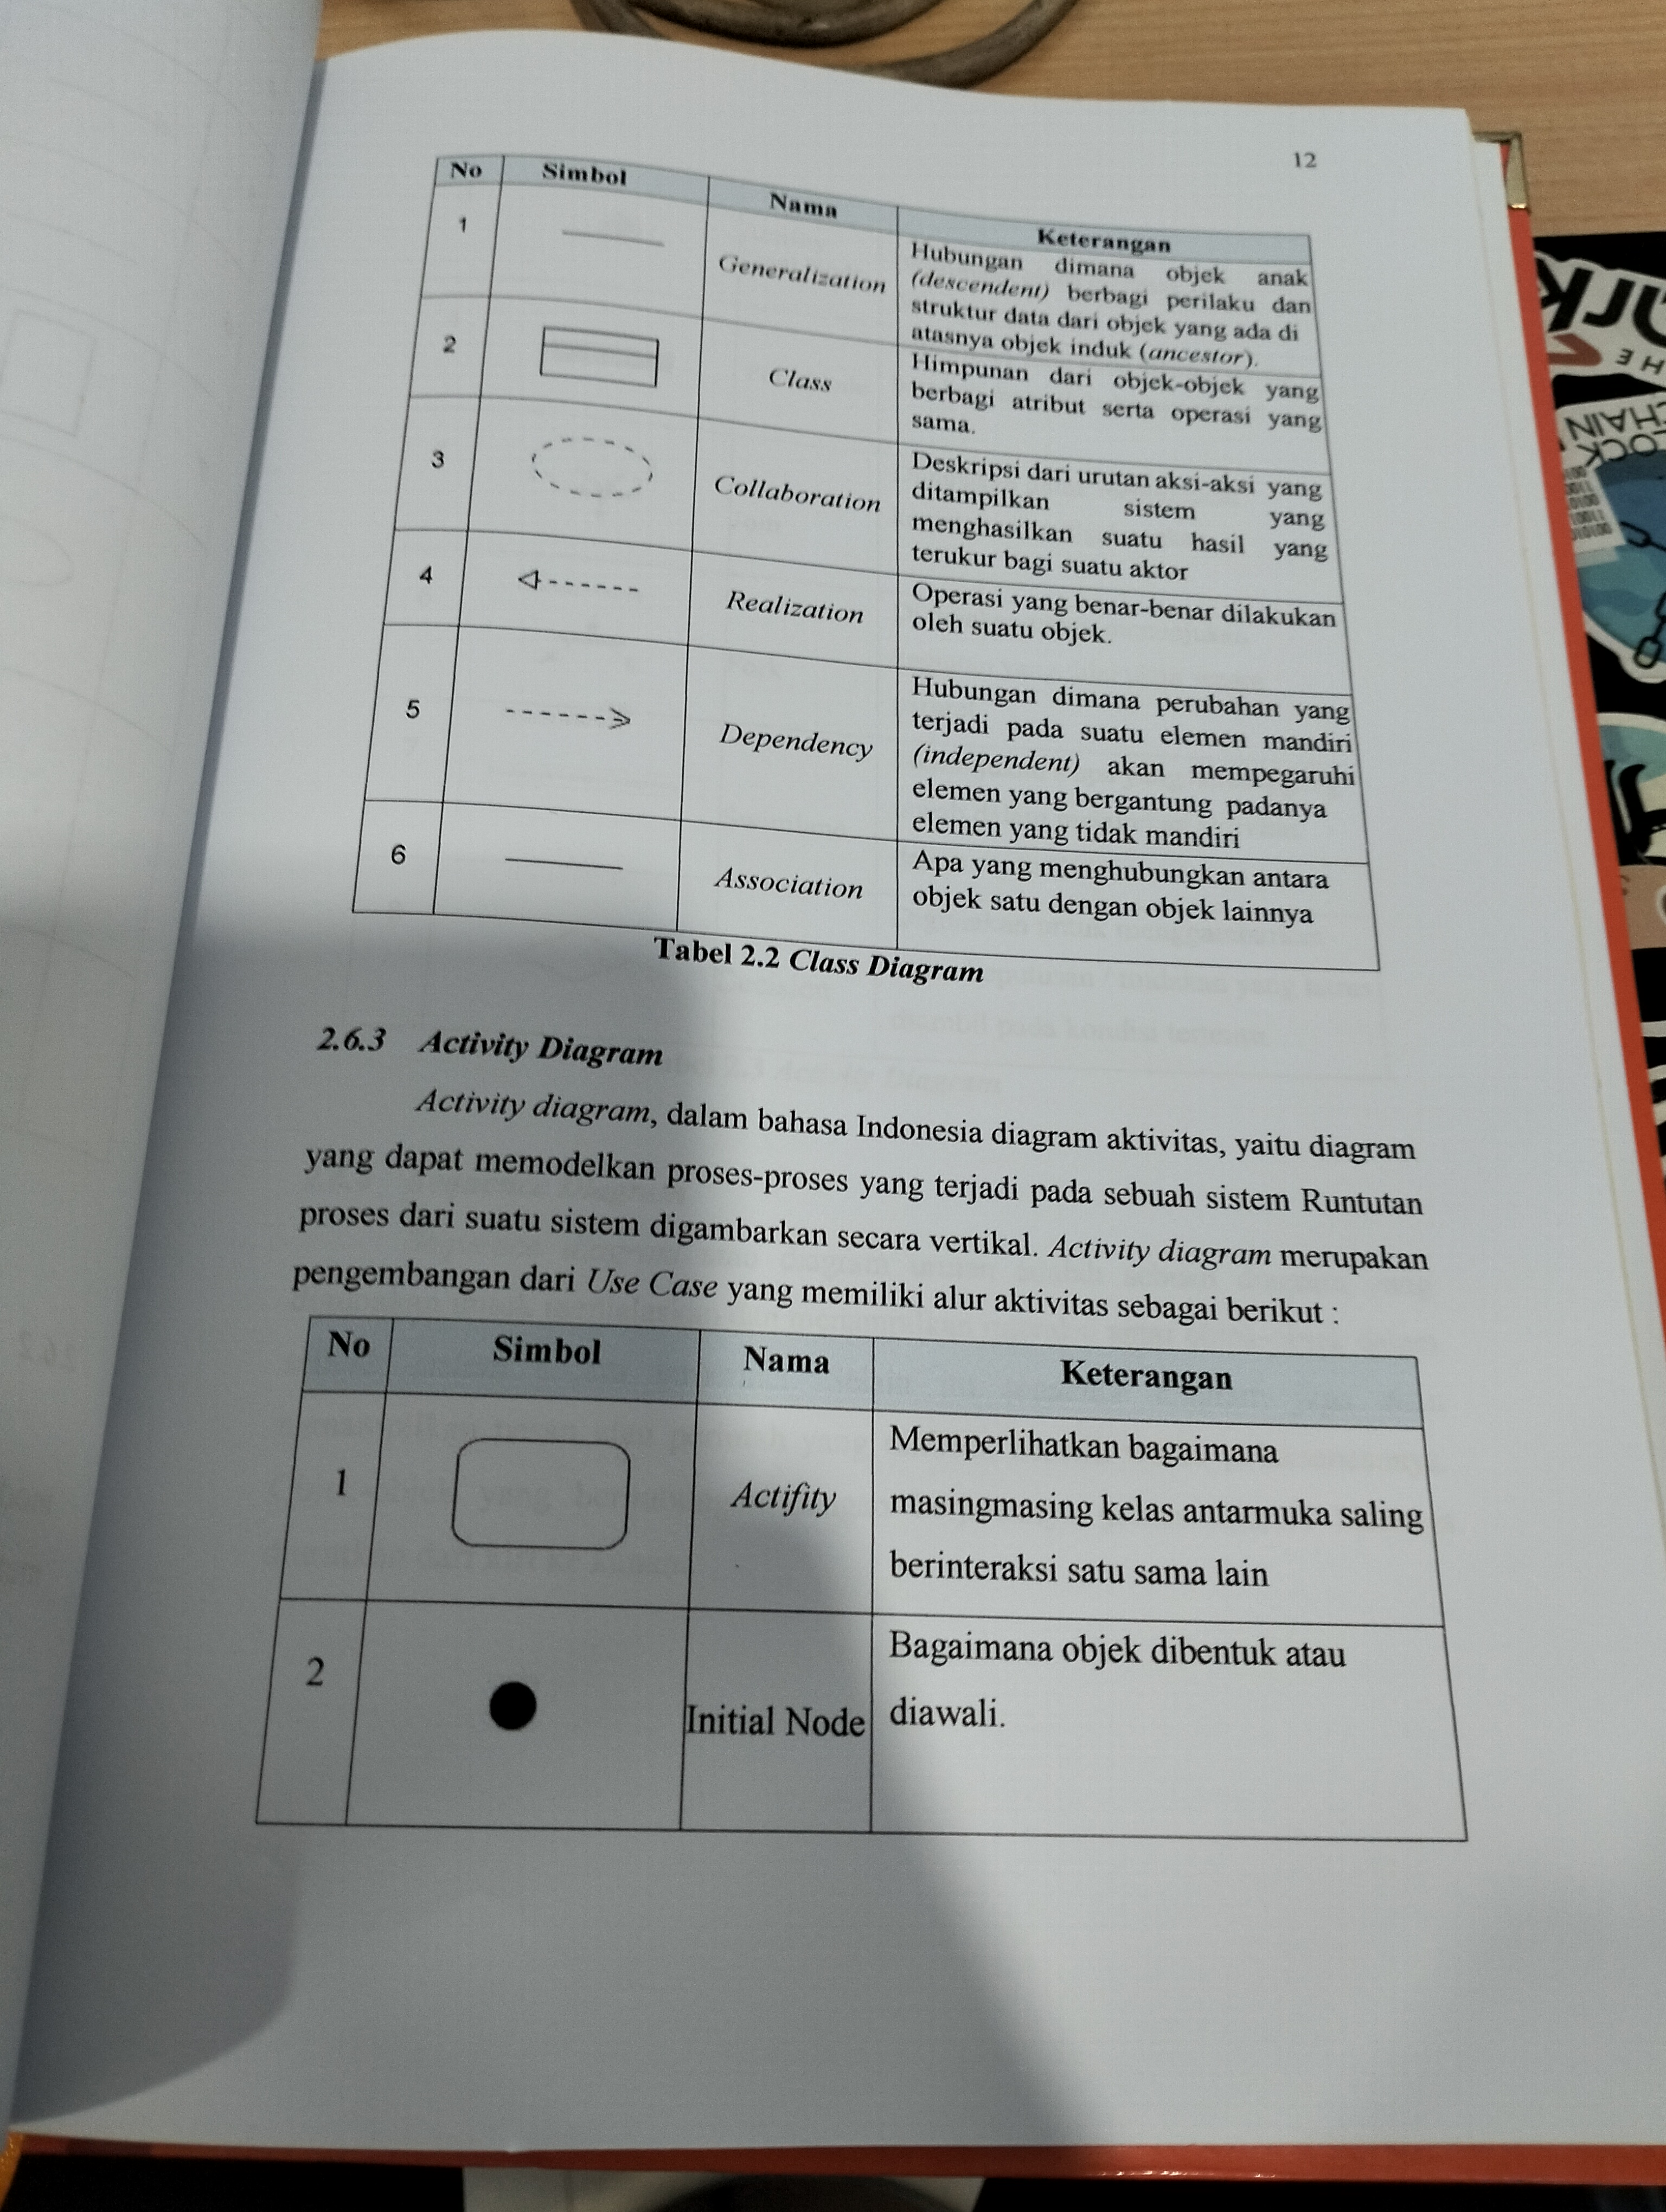 12
No Simbol Nama Keterangan
1 Generalization Hubungan dimana objek anak
(descendent) berbagi perilaku dan
struktur data dari objek yang ada di
atasnya objek induk (ancestor).
2 Class Himpunan dari objek-objek yang
berbagi atribut serta operasi yang
sama.
3 Collaboration Deskripsi dari urutan aksi-aksi yang
ditampilkan sistem yang
menghasilkan suatu hasil yang
terukur bagi suatu aktor
4 Realization Operasi yang benar-benar dilakukan
oleh suatu objek.
5 Dependency Hubungan dimana perubahan yang
terjadi pada suatu elemen mandiri
(independent) akan mempegaruhi
elemen yang bergantung padanya
elemen yang tidak mandiri
6 Association Apa yang menghubungkan antara
objek satu dengan objek lainnya
Tabel 2.2 Class Diagram
2.6.3 Activity Diagram
Activity diagram, dalam bahasa Indonesia diagram aktivitas, yaitu diagram
yang dapat memodelkan proses-proses yang terjadi pada sebuah sistem Runtutan
proses dari suatu sistem digambarkan secara vertikal. Activity diagram merupakan
pengembangan dari Use Case yang memiliki alur aktivitas sebagai berikut :
No Simbol Nama Keterangan
1 Actifity Memperlihatkan bagaimana
masingmasing kelas antarmuka saling
berinteraksi satu sama lain
2 Initial Node Bagaimana objek dibentuk atau
diawali.